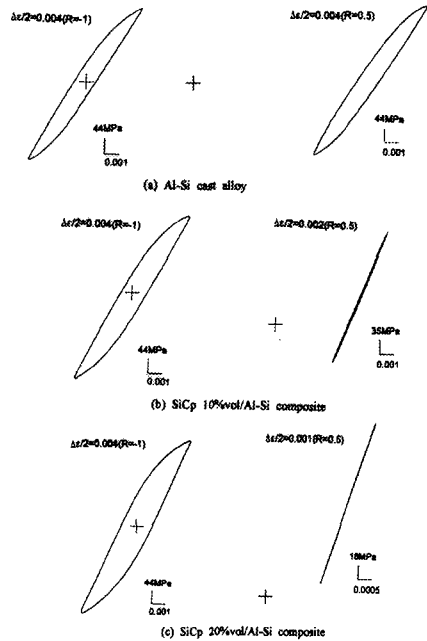 Δε/2=0.004(R=-1)
Δε/2=0.004(R=0.5)
44MPa
0.001
44MPa
0.001
(a) Al-Si cast alloy
Δε/2=0.004(R=-1)
Δε/2=0.002(R=0.5)
44MPa
0.001
35MPa
0.001
(b) SiCp 10%vol/Al-Si composite
Δε/2=0.004(R=-1)
Δε/2=0.001(R=0.5)
44MPa
0.001
18MPa
0.0005
(c) SiCp 20%vol/Al-Si composite